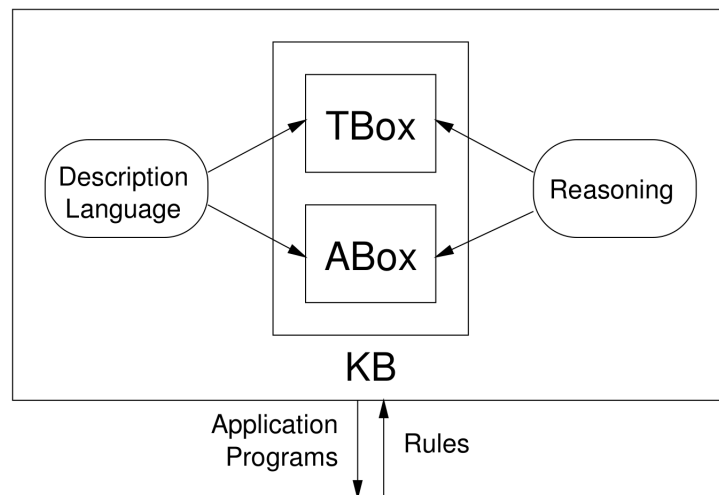 TBox
Description
Language
Reasoning
ABox
KB
Application
Programs
Rules